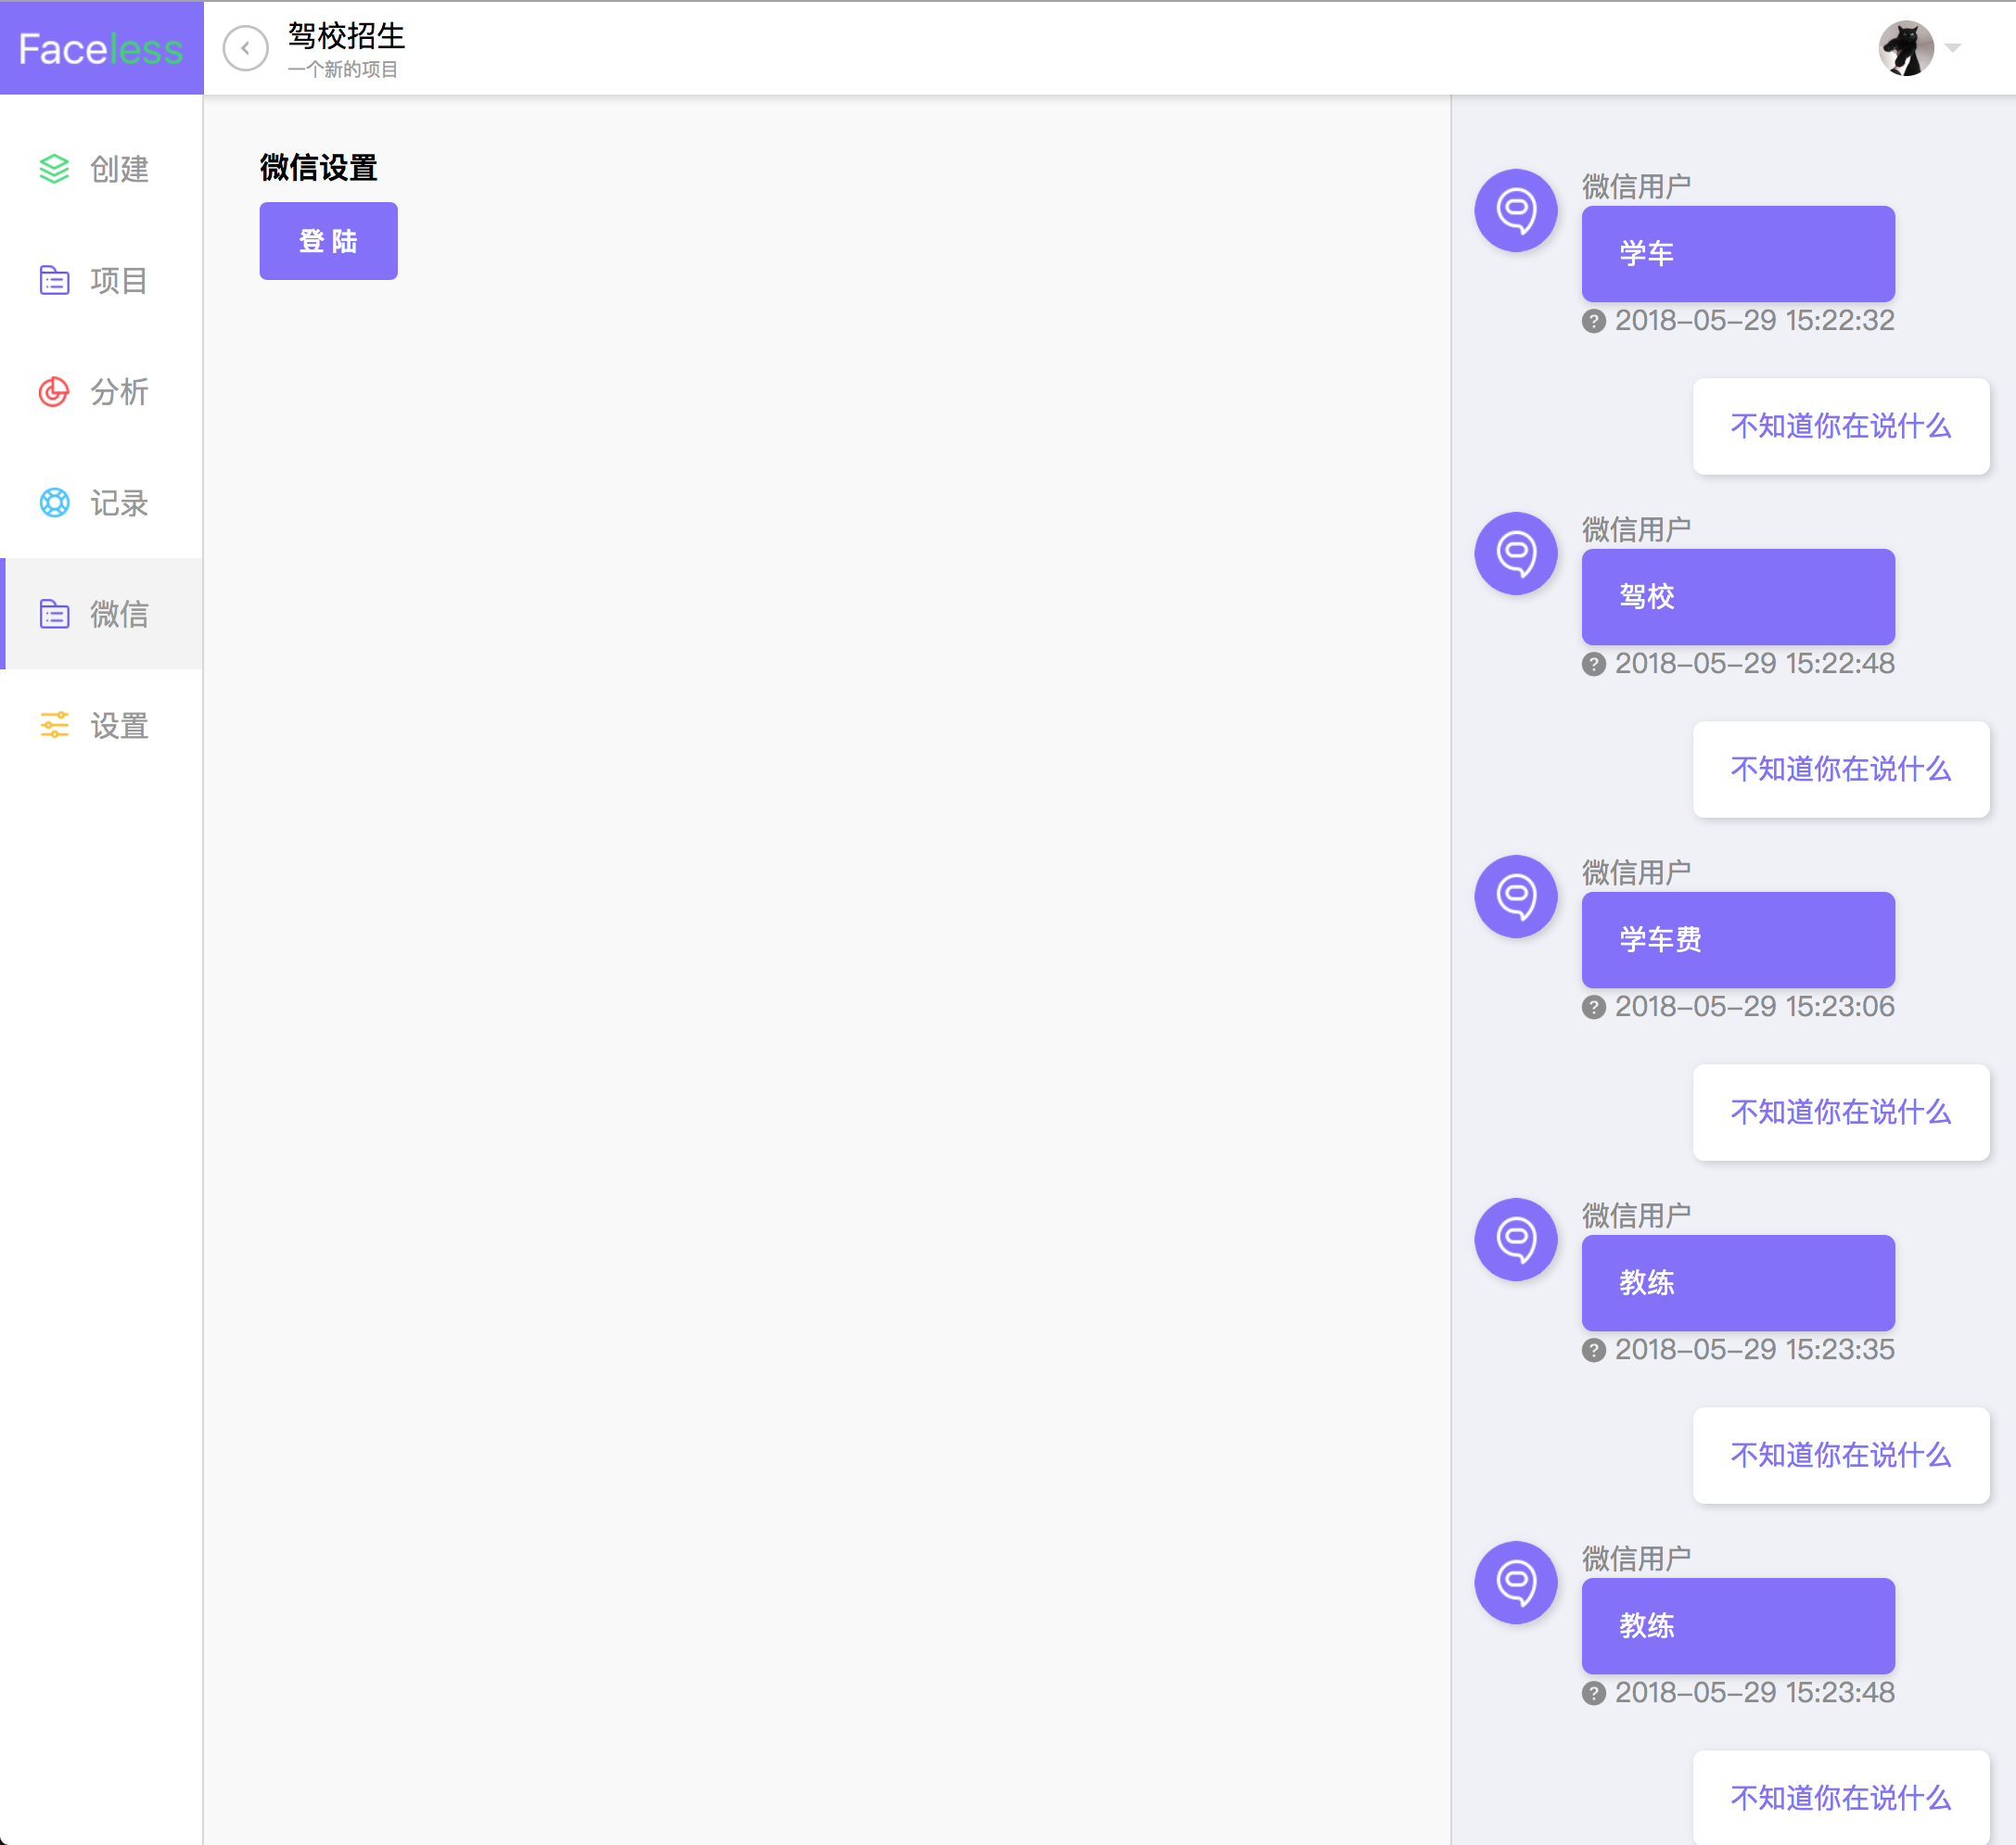 Faceless
驾校招生
一个新的项目
创建
项目
分析
记录
微信
设置
微信设置
登 陆
微信用户
学车
2018-05-29 15:22:32
不知道你在说什么
微信用户
驾校
2018-05-29 15:22:48
不知道你在说什么
微信用户
学车费
2018-05-29 15:23:06
不知道你在说什么
微信用户
教练
2018-05-29 15:23:35
不知道你在说什么
微信用户
教练
2018-05-29 15:23:48
不知道你在说什么